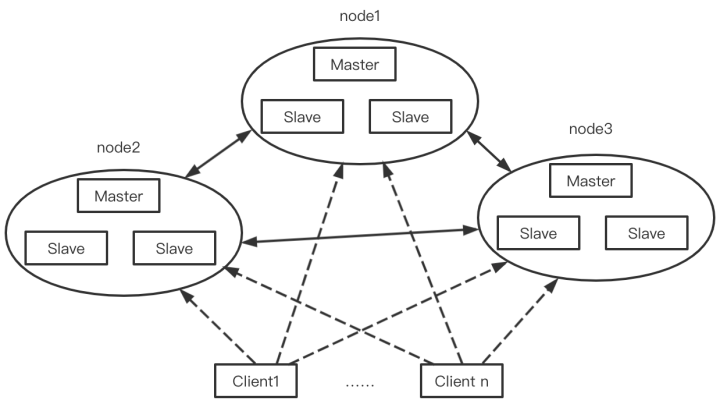 node1
Master
Slave
Slave
node2
Master
Slave
Slave
node3
Master
Slave
Slave
Client1
......
Client n